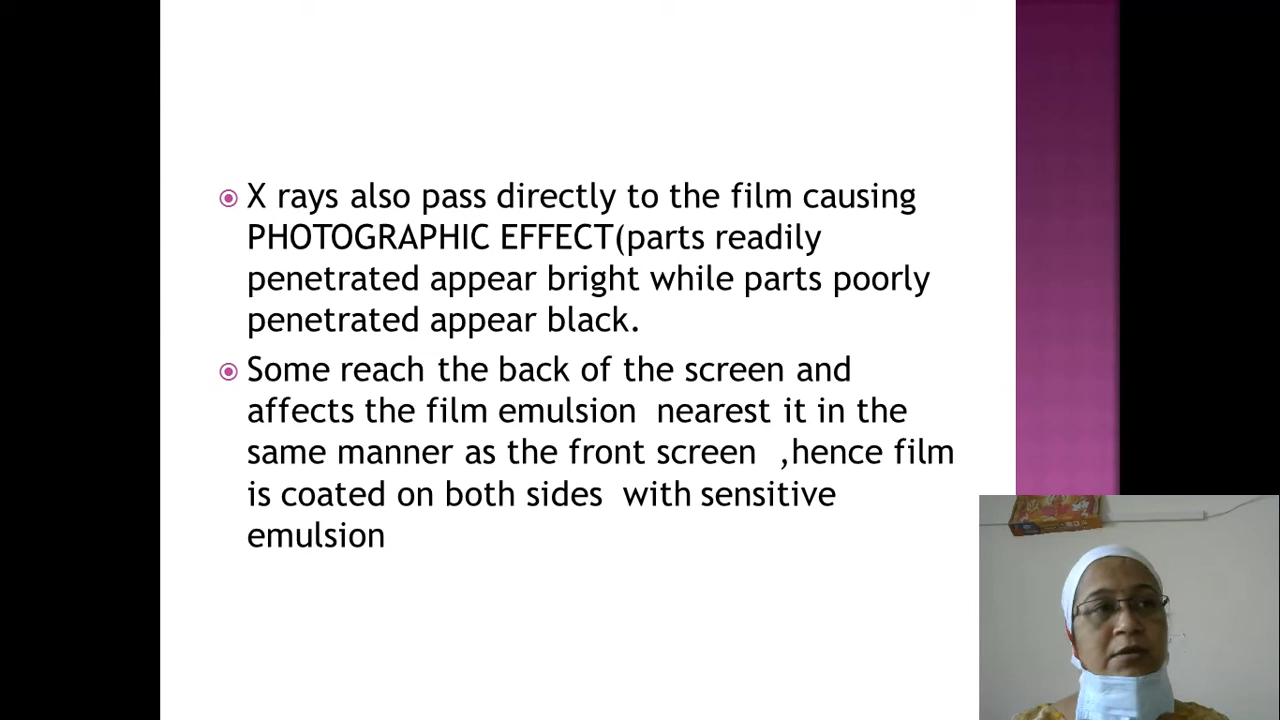 X rays also pass directly to the film causing
PHOTOGRAPHIC EFFECT(parts readily
penetrated appear bright while parts poorly
penetrated appear black.
Some reach the back of the screen and
affects the film emulsion nearest it in the
same manner as the front screen ,hence film
is coated on both sides with sensitive
emulsion